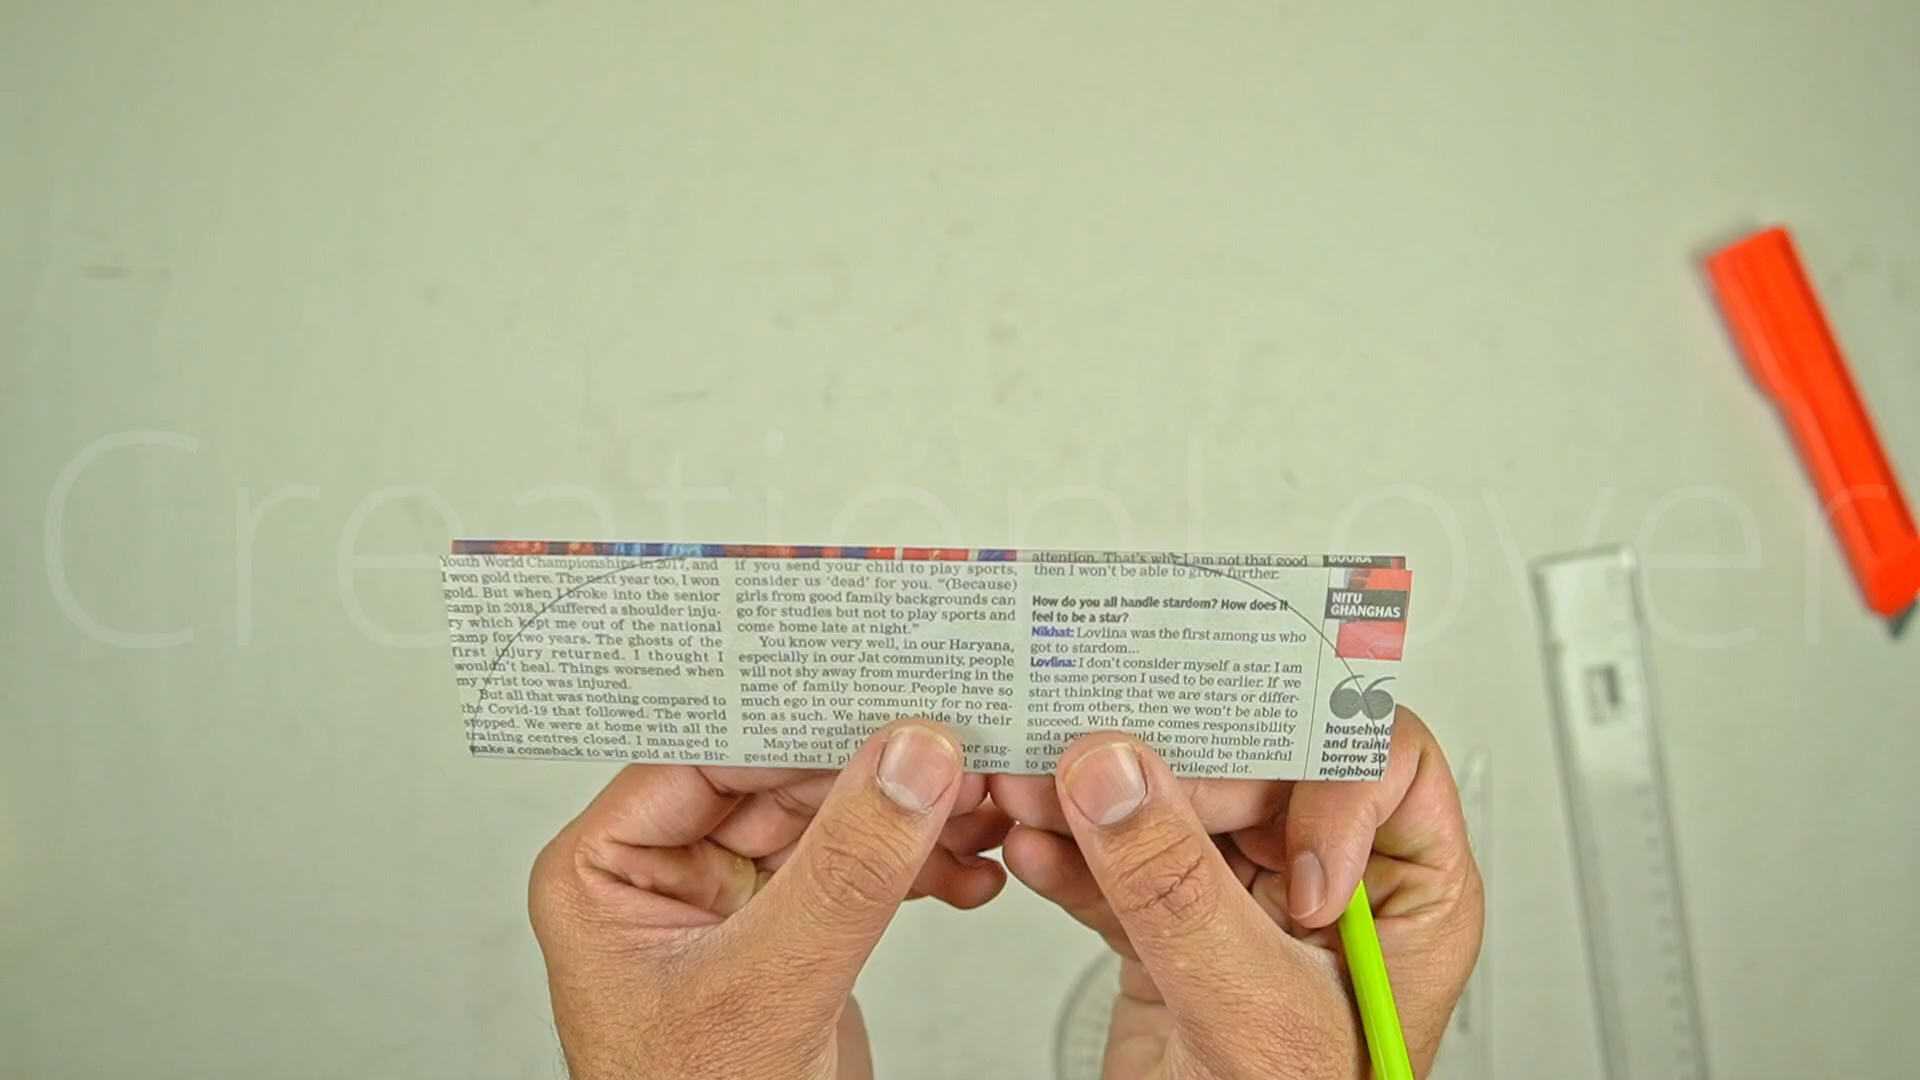 Youth World Championships in 2017, and
I won gold there. The next year too, I won
gold. But when I broke into the senior
camp in 2018, I suffered a shoulder inju-
ry which kept me out of the national
camp for two years. The ghosts of the
first injury returned. I thought I
wouldn't heal. Things worsened when
my wrist too was injured.
But all that was nothing compared to
the Covid-19 that followed. The world
stopped. We were at home with all the
training centres closed. I managed to
make a comeback to win gold at the Bir-
if you send your child to play sports,
consider us 'dead' for you. "(Because)
girls from good family backgrounds can
go for studies but not to play sports and
come home late at night."
You know very well, in our Haryana,
especially in our Jat community, people
will not shy away from murdering in the
name of family honour. People have so
much ego in our community for no rea-
son as such. We have to abide by their
rules and
Maybe out of sug-
gested that I game
attention. That's why I am not that good
then I won't be able to grow further.
How do you all handle stardom? How does it
feel to be a star?
Nikhat: Lovlina was the first among us who
got to stardom...
Lovlina: I don't consider myself a star. I am
the same person I used to be earlier. If we
start thinking that we are stars or differ-
ent from others, then we won't be able to
succeed. With fame comes responsibility
and a be more humble rath-
er should be thankful
to lot.
BOORA
NITU
GHANGHAS
household
and
borrow 30
neighbour
CreationLover